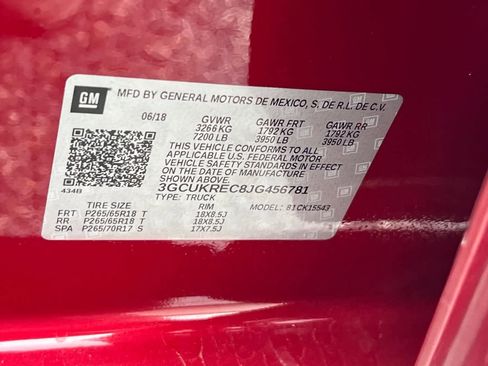 GM
MFD BY GENERAL MOTORS DE MEXICO, S. DE R.L. DE C.V.
06/18 GVWR GAWR FRT GAWR RR
3266 KG 1792 KG 1792 KG
7200 LB 3950 LB 3950 LB
THIS VEHICLE CONFORMS TO ALL
APPLICABLE U.S. FEDERAL MOTOR
VEHICLE SAFETY STANDARDS IN EFFECT
ON THE DATE OF MANUFACTURE
SHOWN ABOVE.
434B 3GCUKREC8JG456781
TYPE: TRUCK
TIRE SIZE RIM MODEL: 81CK15543
FRT P265/65R18 T 18X8.5J
RR P265/65R18 T 18X8.5J
SPA P265/70R17 S 17X7.5J